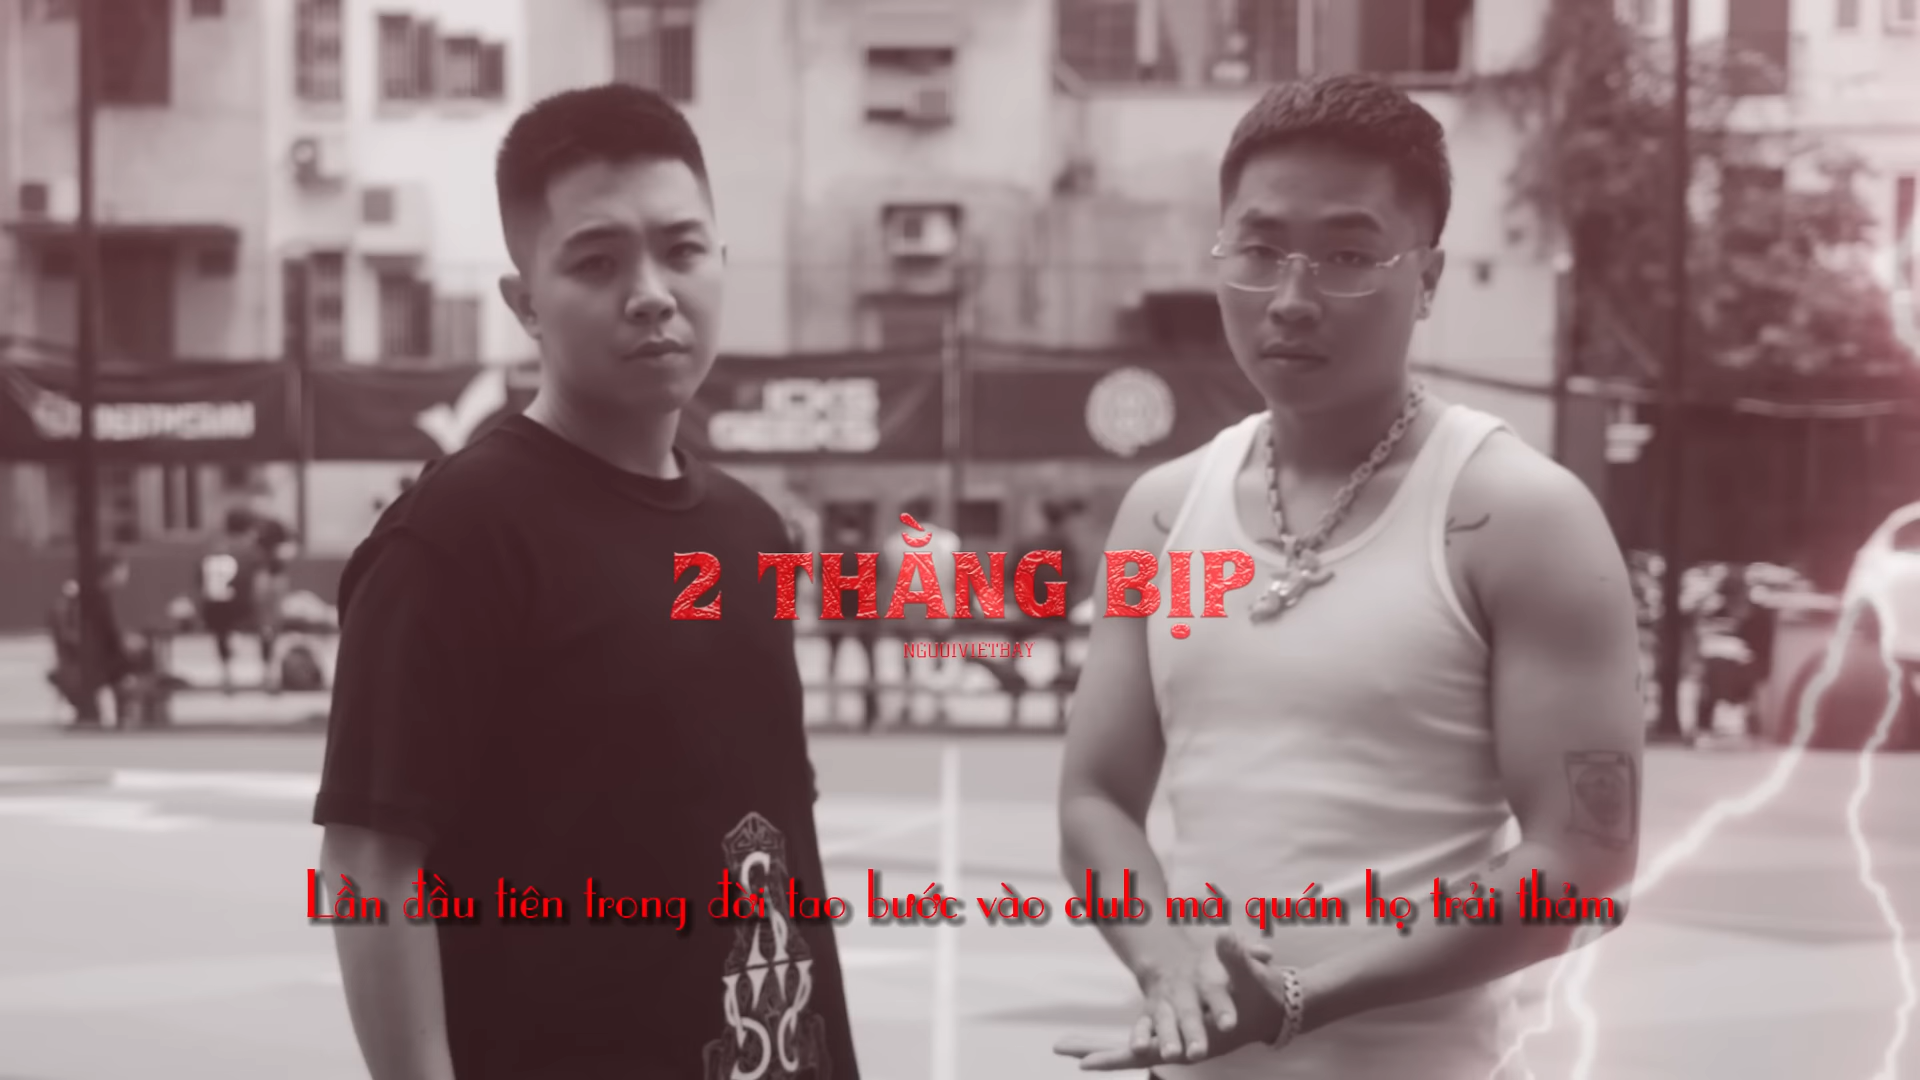 2 THẰNG BỊP
NGUOIVIETBAY
Lần đầu tiên trong đời tao bước vào club mà quán họ trải thảm